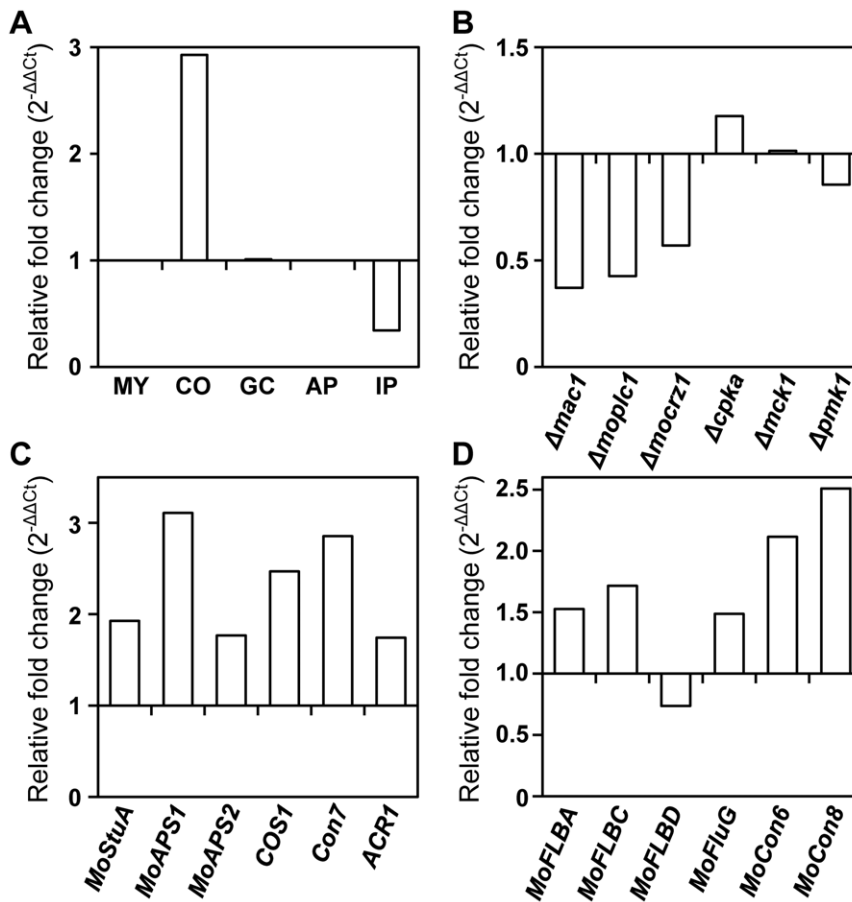 A
Relative fold change (2-ΔΔCt)
3
2
1
0
MY CO GC AP IP
B
Relative fold change (2-ΔΔCt)
1.5
1.0
0.5
0
Δmac1 Δmoplc1 Δmocrz1 Δcpka Δmck1 Δpmk1
C
Relative fold change (2-ΔΔCt)
3
2
1
0
MoStuA MoAPS1 MoAPS2 COS1 Con7 ACR1
D
Relative fold change (2-ΔΔCt)
2.5
2.0
1.5
1.0
0.5
0
MoFLBA MoFLBC MoFLBD MoFluG MoCon6 MoCon8